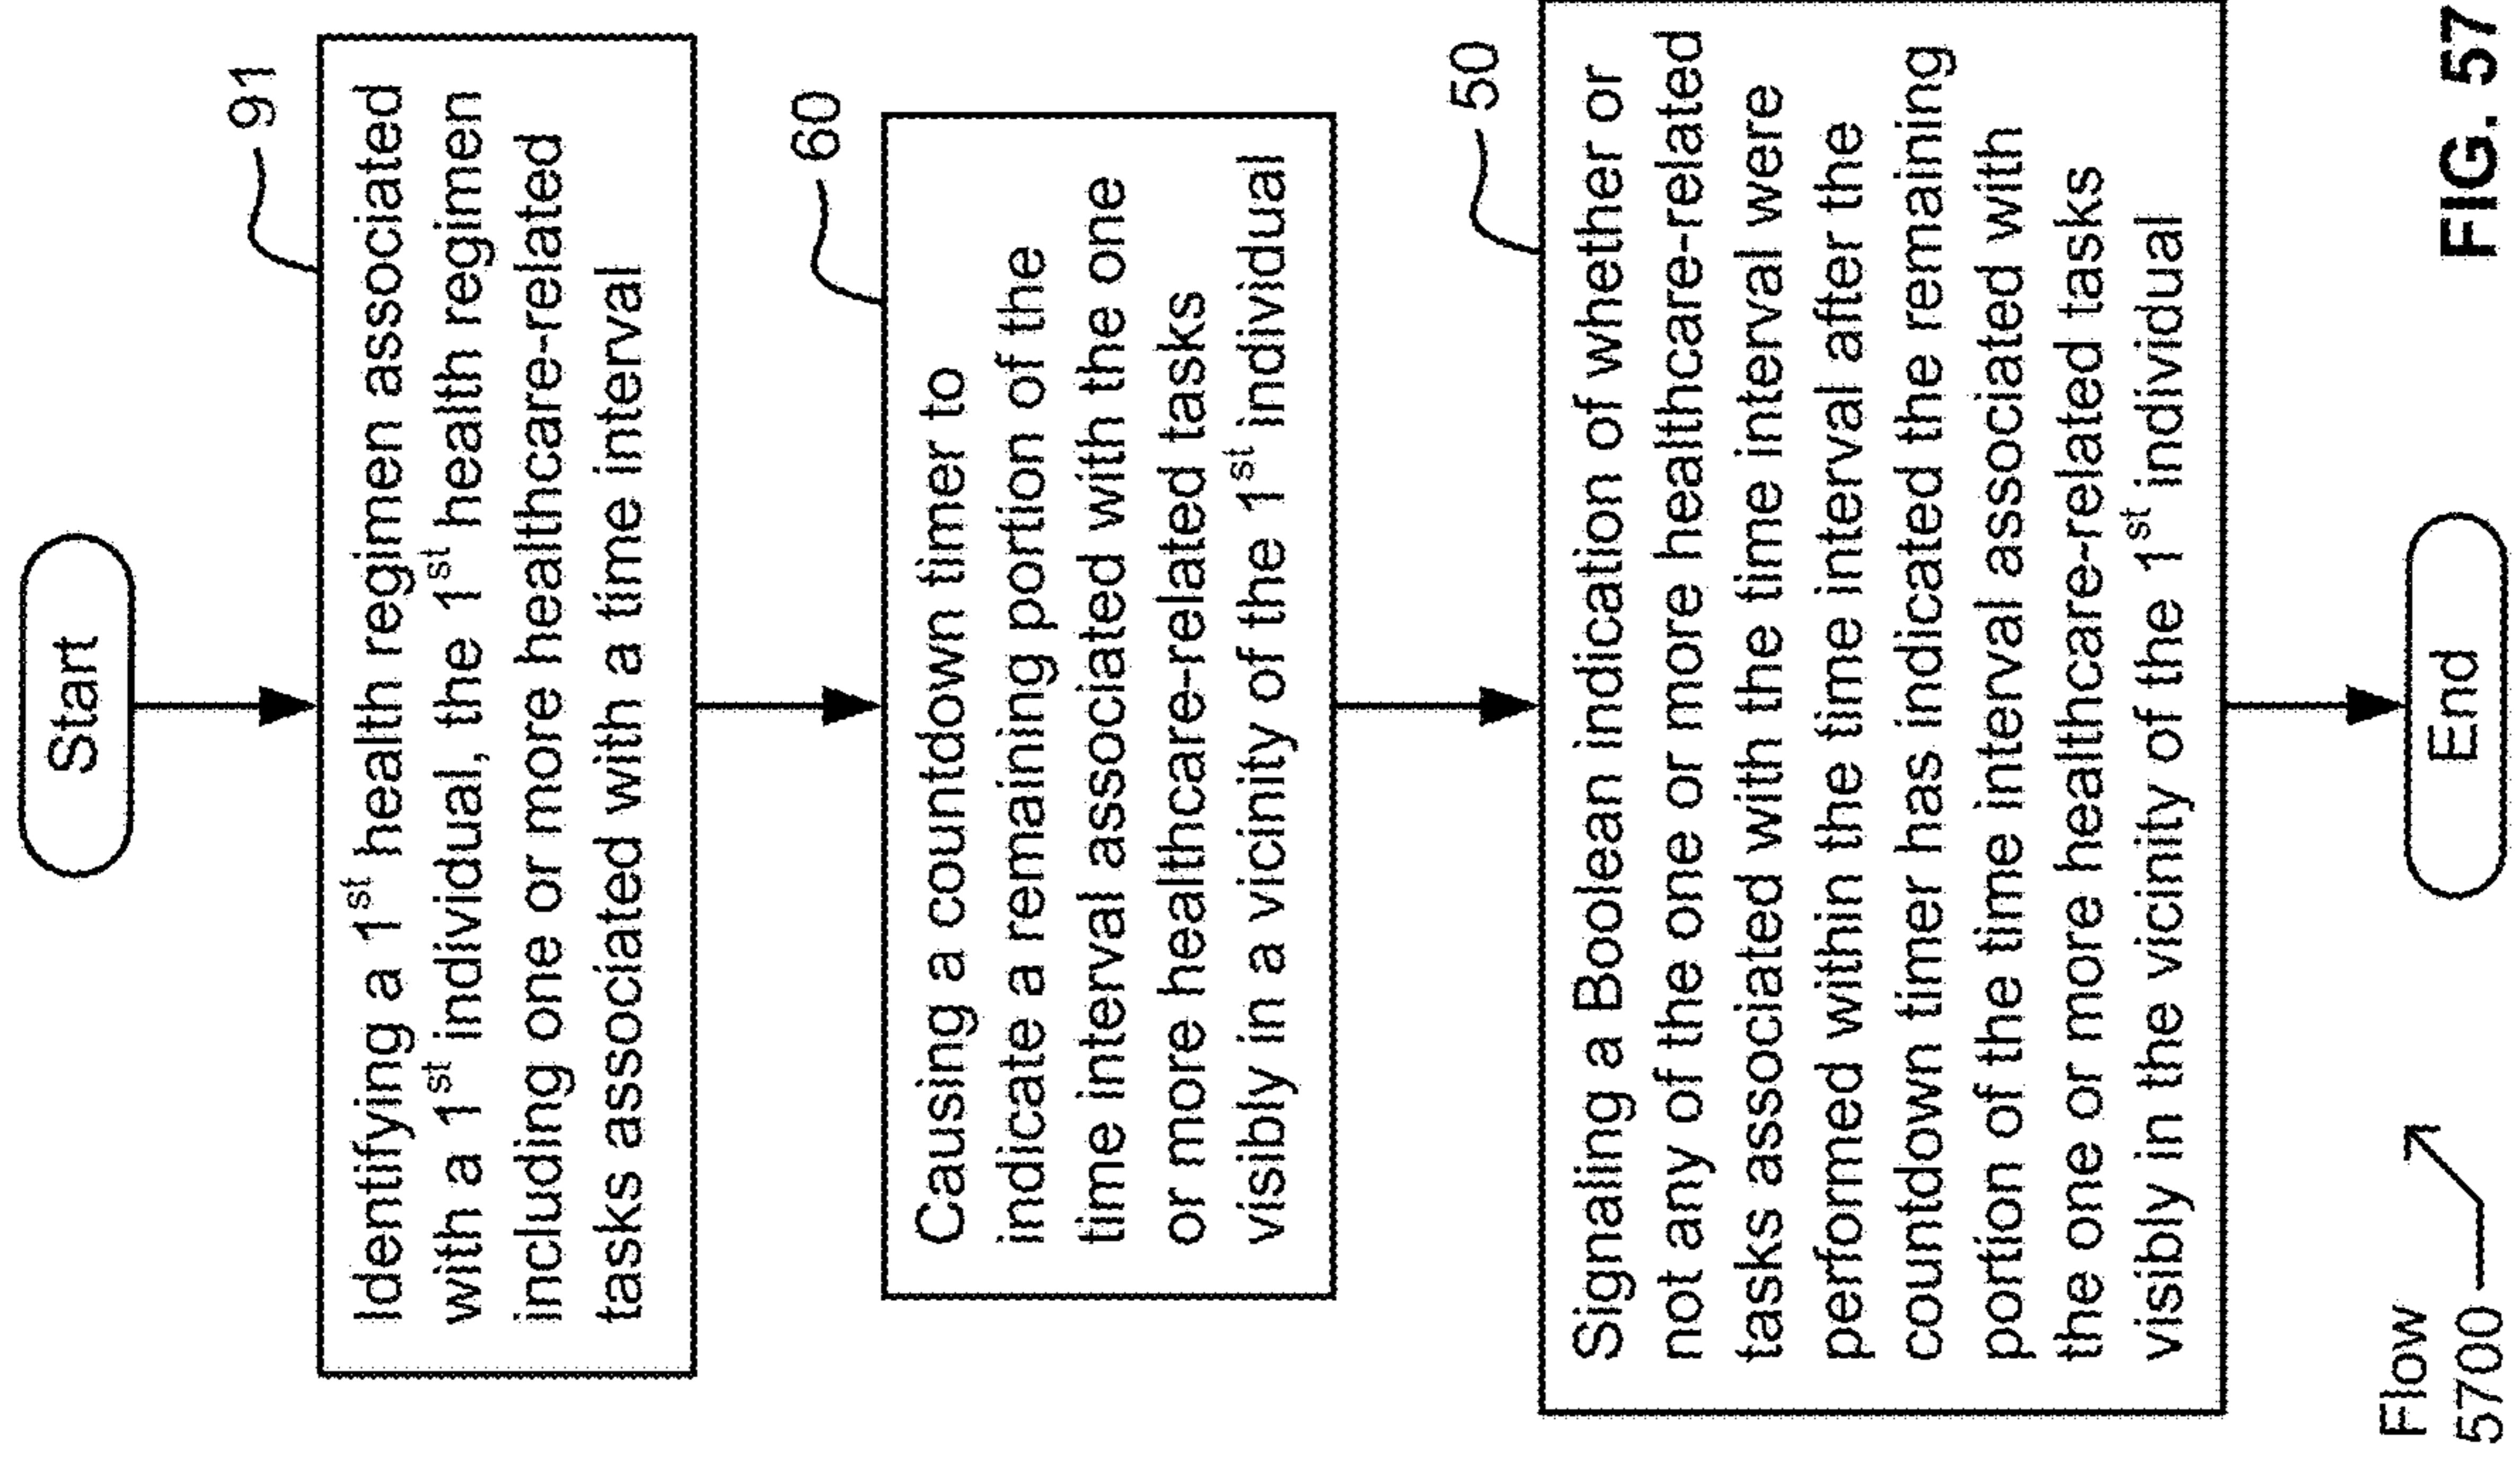 Start
91
Identifying a 1st health regimen associated
with a 1st individual, the 1st health regimen
including one or more healthcare-related
tasks associated with a time interval
60
Causing a countdown timer to
indicate a remaining portion of the
time interval associated with the one
or more healthcare-related tasks
visibly in a vicinity of the 1st individual
50
Signaling a Boolean indication of whether or
not any of the one or more healthcare-related
tasks associated with the time interval were
performed within the time interval after the
countdown timer has indicated the remaining
portion of the time interval associated with
the one or more healthcare-related tasks
visibly in the vicinity of the 1st individual
Flow
5700
End
FIG. 57